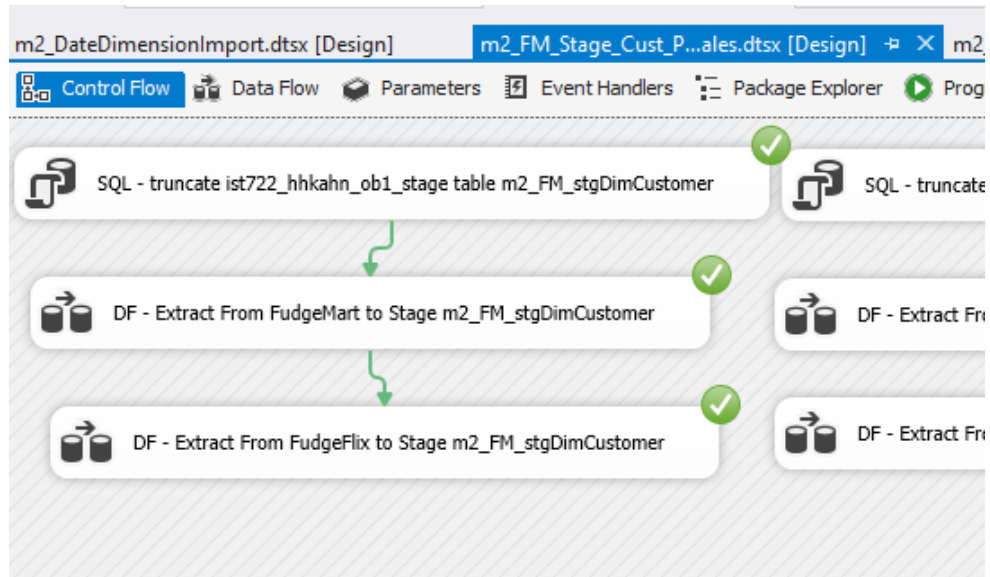 m2_DateDimensionImport.dtsx [Design]
m2_FM_Stage_Cust_P...ales.dtsx [Design]
m2_
Control Flow
Data Flow
Parameters
Event Handlers
Package Explorer
Prog
SQL - truncate ist722_hhkahn_ob1_stage table m2_FM_stgDimCustomer
SQL - truncate
DF - Extract From FudgeMart to Stage m2_FM_stgDimCustomer
DF - Extract Fro
DF - Extract From FudgeFlix to Stage m2_FM_stgDimCustomer
DF - Extract Fro